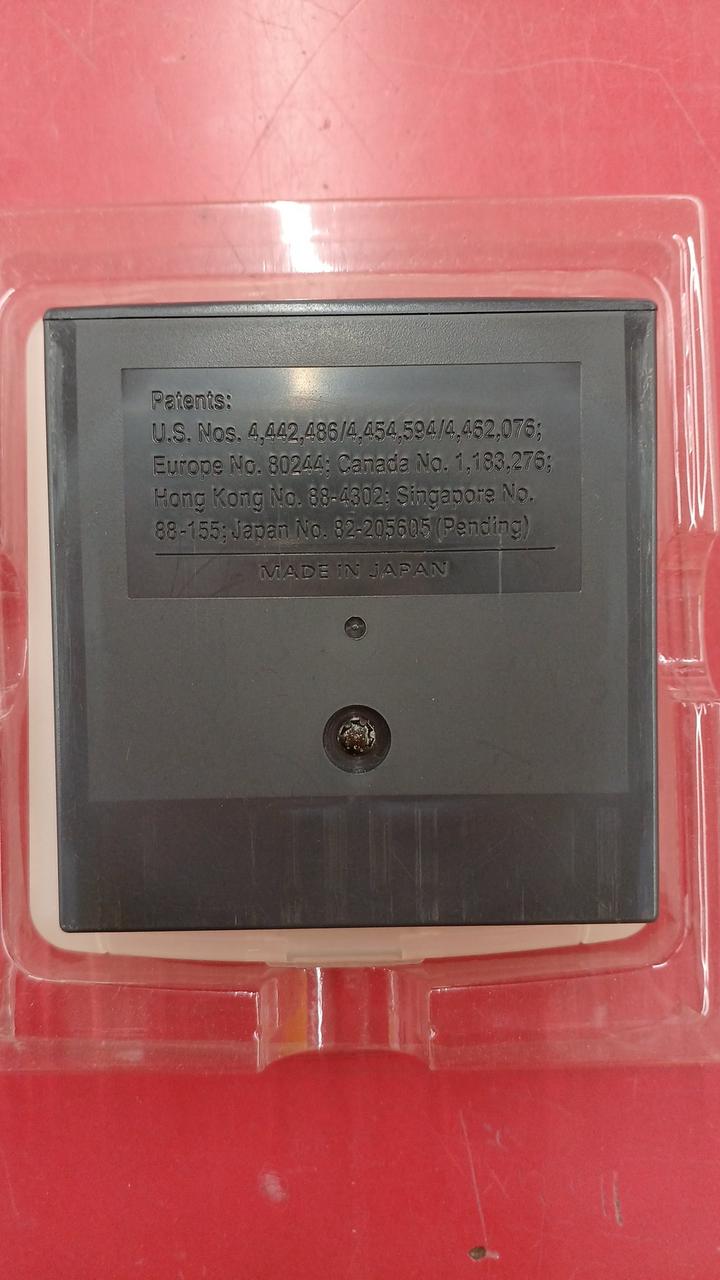 Patents:
U.S. Nos. 4,442,486/4,454,594/4,462,076;
Europe No. 80244; Canada No. 1,183,276;
Hong Kong No. 88-4302; Singapore No.
88-155; Japan No. 82-205605 (Pending)
MADE IN JAPAN